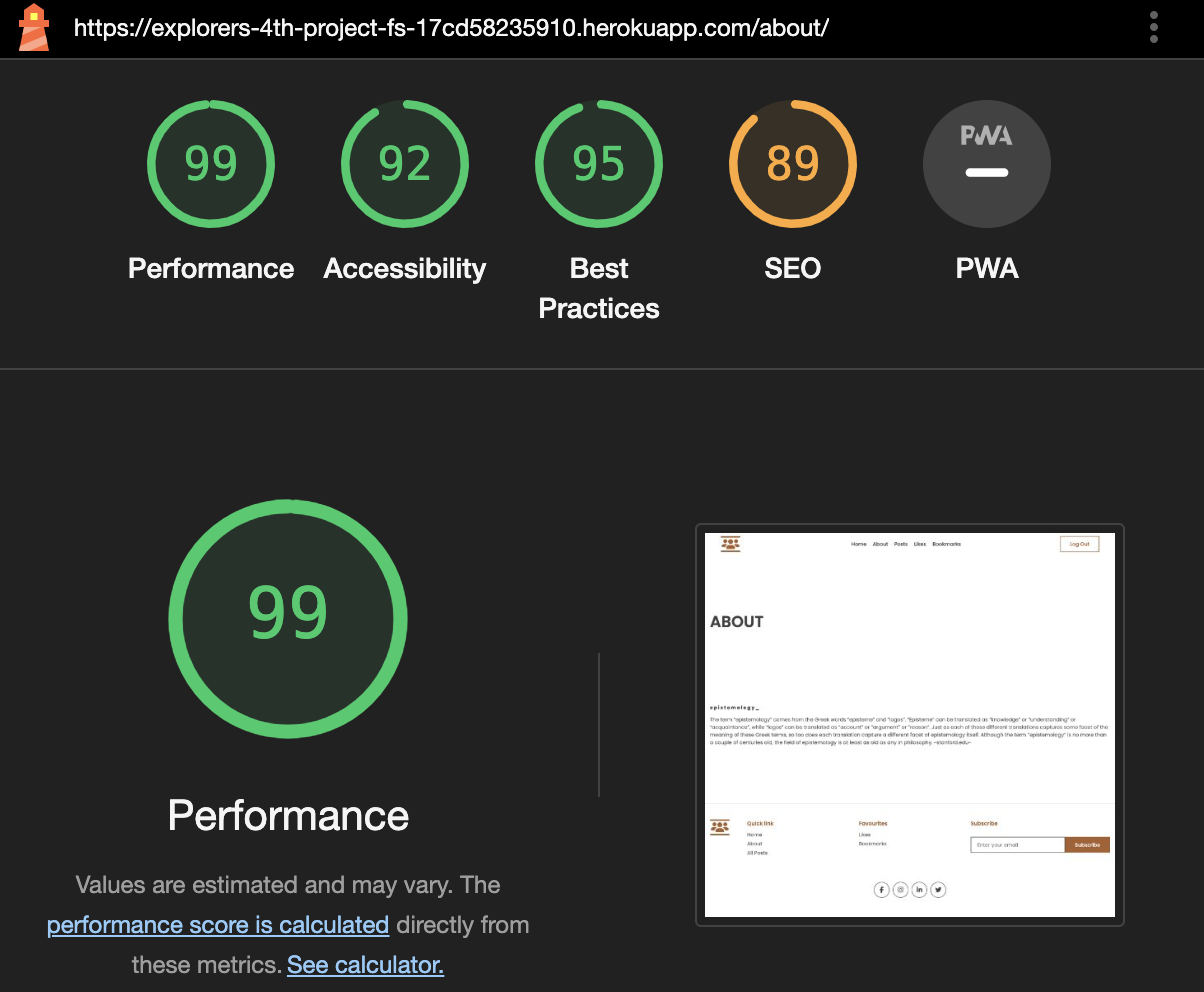 https://explorers-4th-project-fs-17cd58235910.herokuapp.com/about/
99
92
95
89
PWA
Performance
Accessibility
Best
Practices
SEO
PWA
99
Performance
Values are estimated and may vary. The
performance score is calculated directly from
these metrics. See calculator.
Home About Posts Likes Bookmarks
Log Out
ABOUT
epistemology_
The term "epistemology" comes from the Greek words "episteme" and "logos". "Episteme" can be translated as "knowledge" or "understanding" or
"acquaintance", while "logos" can be translated as "account" or "argument" or "reason". Just as each of these different translations captures some facet of the
meaning of these Greek terms, so too does each translation capture a different facet of epistemology itself. Although the term "epistemology" is no more than
a couple of centuries old, the field of epistemology is at least as old as any in philosophy. -stanford.edu-
Quick link
Home
About
All Posts
Favourites
Likes
Bookmarks
Subscribe
Enter your email
Subscribe